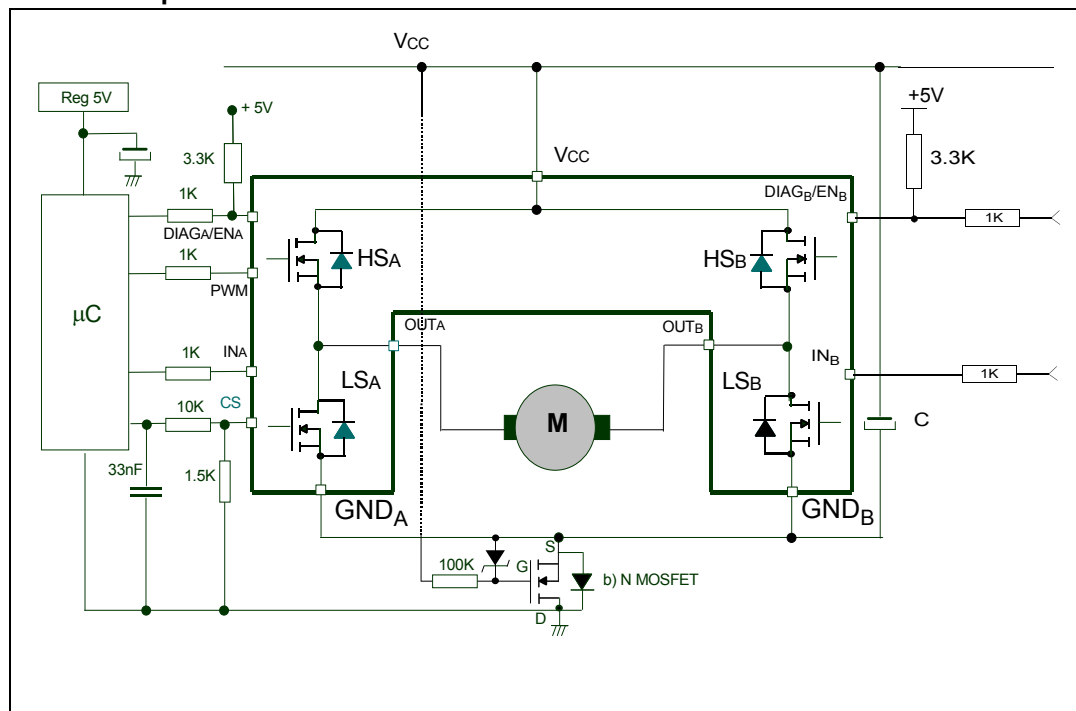 VCC
Reg 5V
+ 5V
+5V
3.3K
3.3K
VCC
1K
DIAGA/ENA
DIAGB/ENB
1K
HSA
HSB
1K
PWM
µC
OUTA
OUTB
1K
INA
INB
1K
LSA
LSB
10K
CS
M
C
33nF
1.5K
GNDA
GNDB
S
100K
G
b) N MOSFET
D